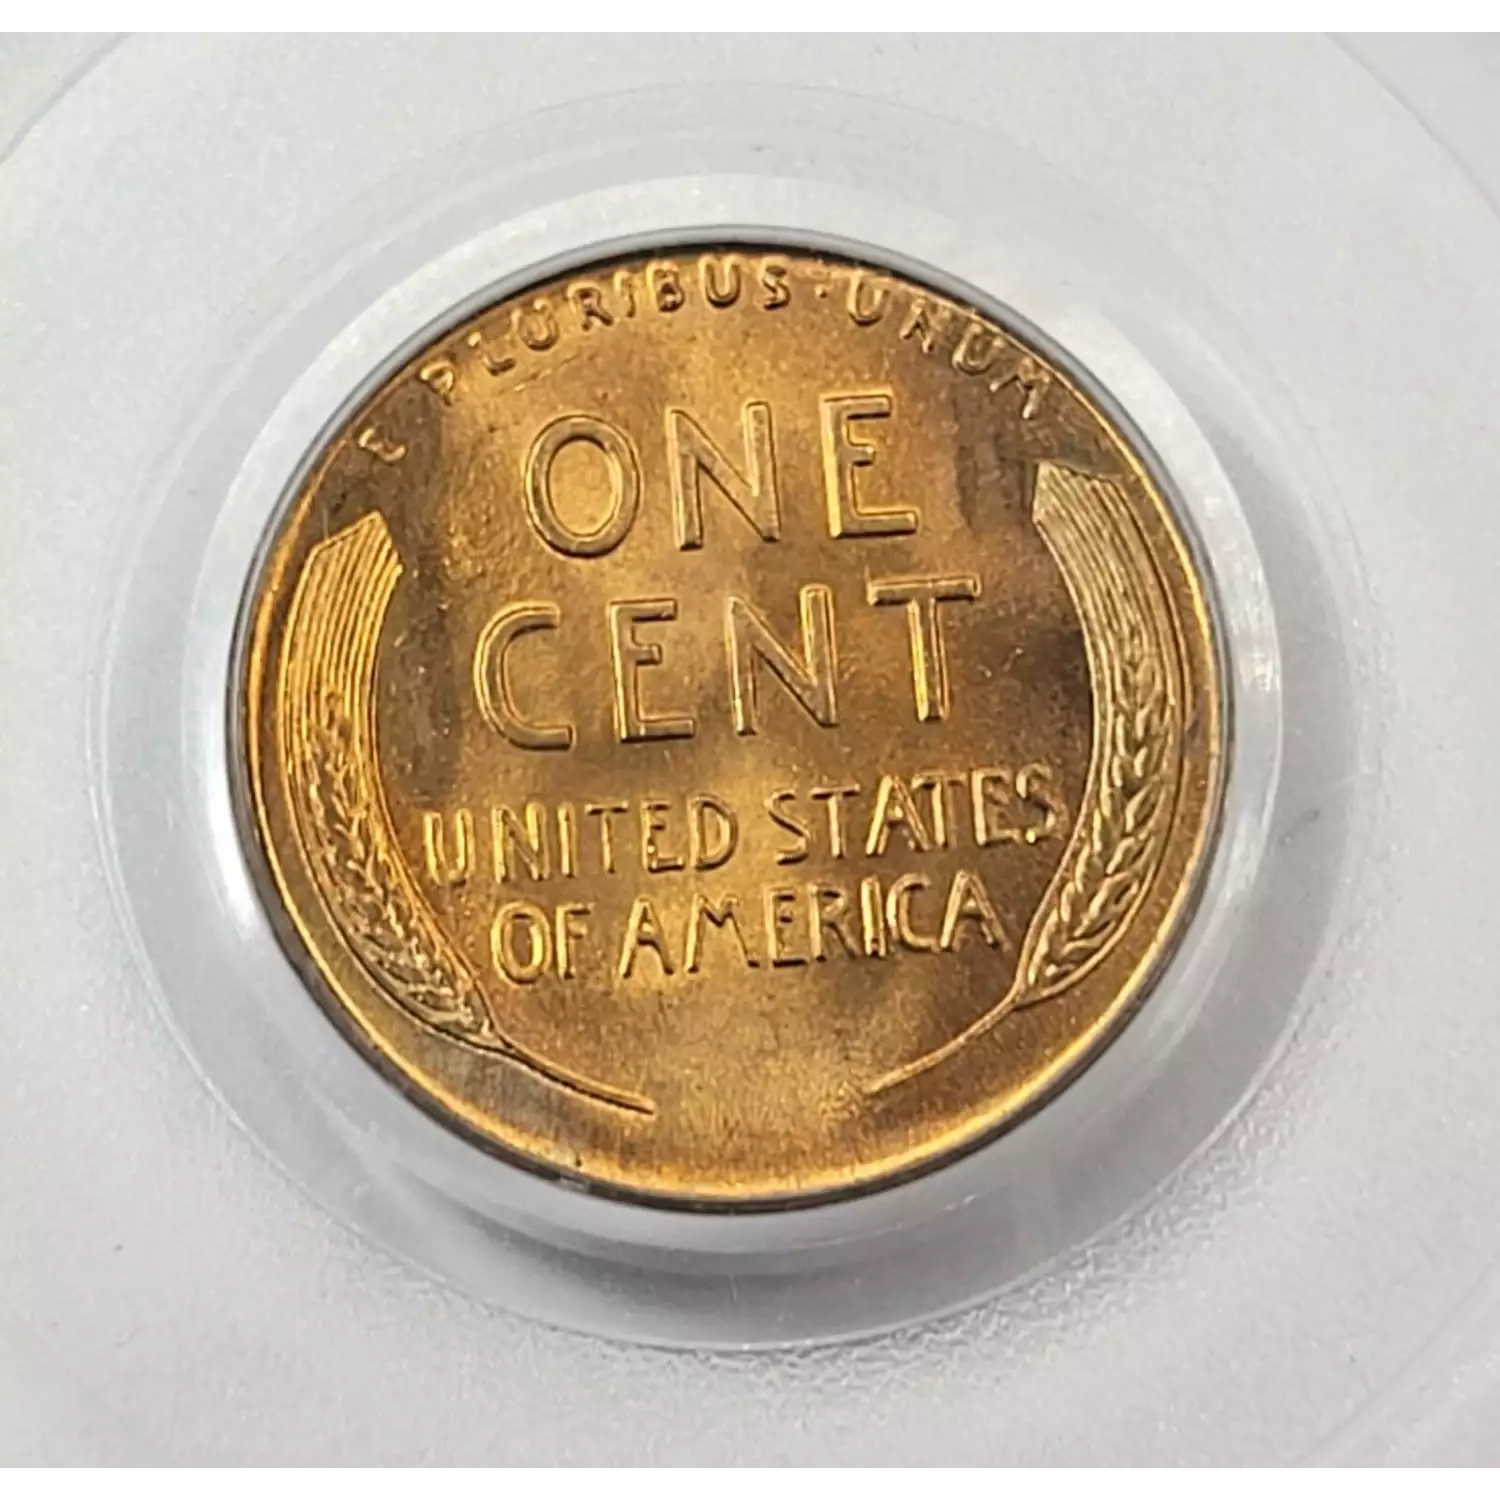 E PLURIBUS · UNUM
ONE
CENT
UNITED STATES
OF AMERICA